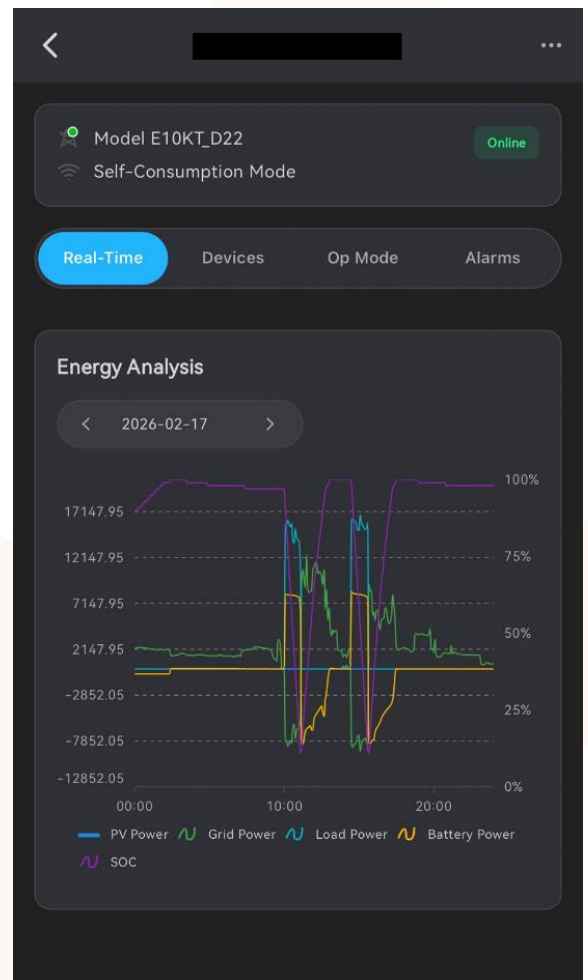 Model E10KT_D22
Online
Self-Consumption Mode
Real-Time Devices Op Mode Alarms
Energy Analysis
2026-02-17
100%
17147.95
12147.95
75%
7147.95
50%
2147.95
-2852.05
25%
-7852.05
-12852.05
0%
00:00 10:00 20:00
PV Power Grid Power Load Power Battery Power
SOC